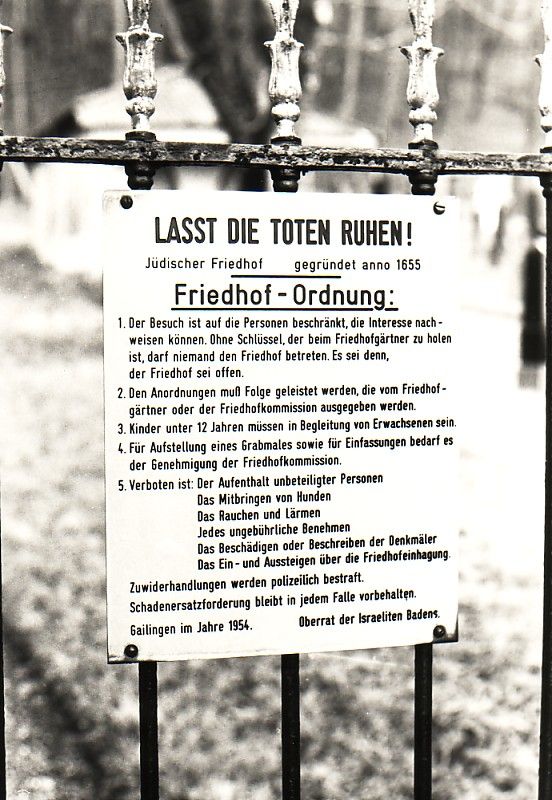 LASST DIE TOTEN RUHEN!
Jüdischer Friedhof gegründet anno 1655
Friedhof - Ordnung:
1. Der Besuch ist auf die Personen beschränkt, die Interesse nach-
weisen können. Ohne Schlüssel, der beim Friedhofgärtner zu holen
ist, darf niemand den Friedhof betreten. Es sei denn,
der Friedhof sei offen.
2. Den Anordnungen muß Folge geleistet werden, die vom Friedhof-
gärtner oder der Friedhofkommission ausgegeben werden.
3. Kinder unter 12 Jahren müssen in Begleitung von Erwachsenen sein.
4. Für Aufstellung eines Grabmales sowie für Einfassungen bedarf es
der Genehmigung der Friedhofkommission.
5. Verboten ist: Der Aufenthalt unbeteiligter Personen
Das Mitbringen von Hunden
Das Rauchen und Lärmen
Jedes ungebührliche Benehmen
Das Beschädigen oder Beschreiben der Denkmäler
Das Ein- und Aussteigen über die Friedhofeinhagung.
Zuwiderhandlungen werden polizeilich bestraft.
Schadenersatzforderung bleibt in jedem Falle vorbehalten.
Gailingen im Jahre 1954. Oberrat der Israeliten Badens.